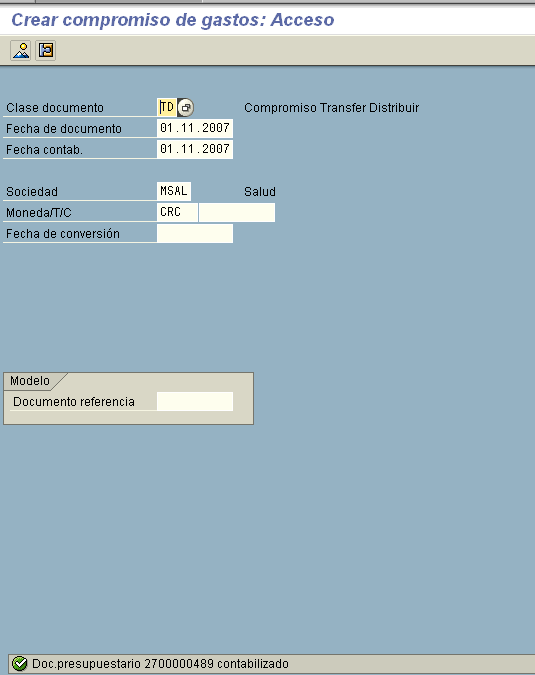 Crear compromiso de gastos: Acceso
Clase documento TD Compromiso Transfer Distribuir
Fecha de documento 01.11.2007
Fecha contab. 01.11.2007
Sociedad MSAL Salud
Moneda/T/C CRC
Fecha de conversión
Modelo
Documento referencia
Doc.presupuestario 2700000489 contabilizado